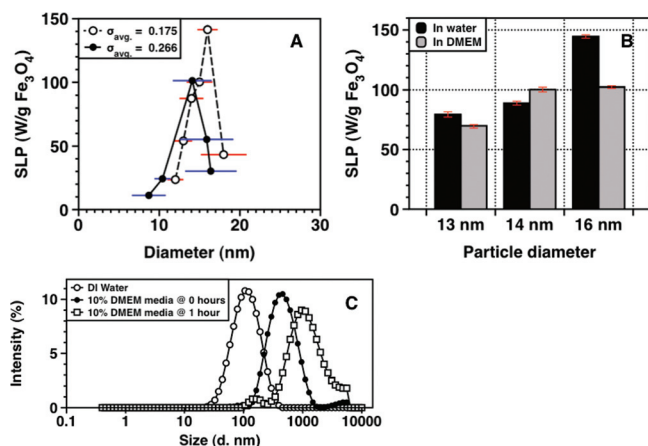 150
100
50
0
SLP (W/g Fe3O4)
σavg. = 0.175
σavg. = 0.266
A
0
10
20
30
Diameter (nm)
150
100
50
0
SLP (W/g Fe3O4)
In water
In DMEM
B
13 nm
14 nm
16 nm
Particle diameter
10
5
0
Intensity (%)
DI Water
10% DMEM media @ 0 hours
10% DMEM media @ 1 hour
C
0.1
1
10
100
1000
10000
Size (d. nm)